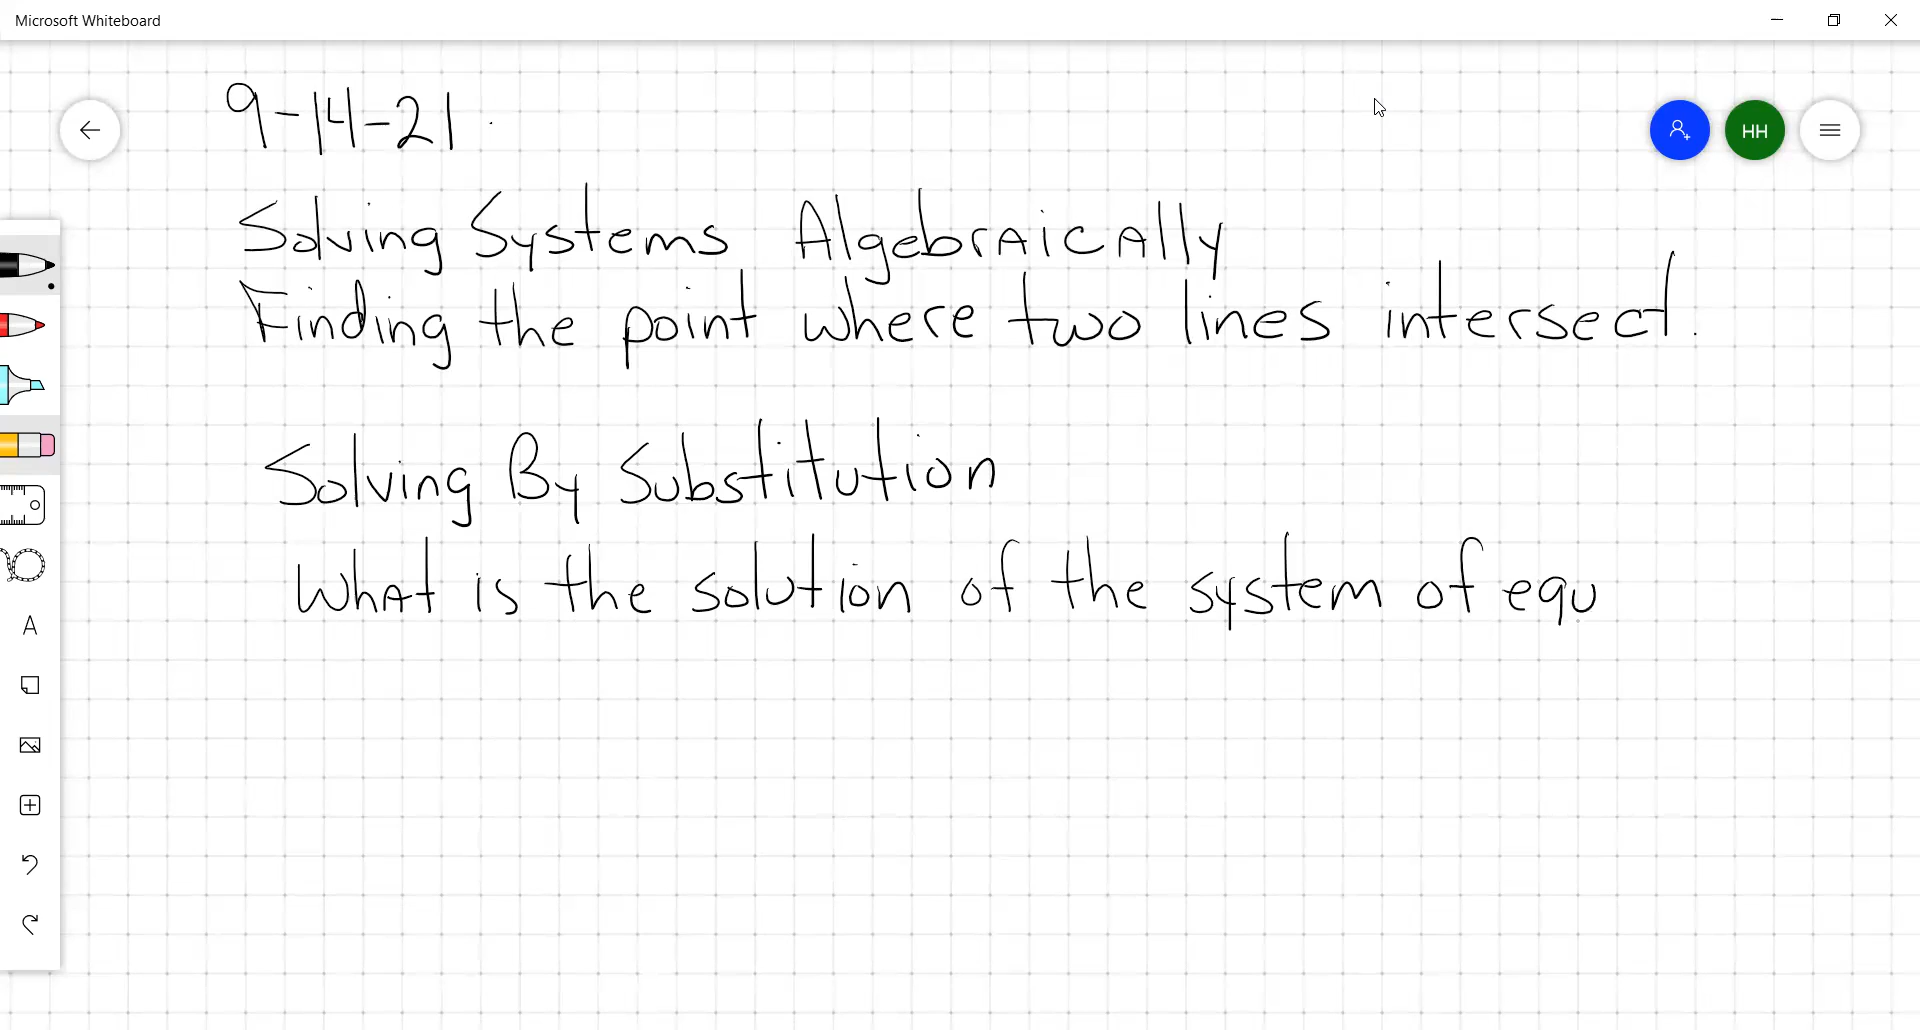 Microsoft Whiteboard
9-14-21
HH
Solving Systems Algebraically
Finding the point where two lines intersect.
Solving By Substitution
What is the solution of the system of equ
A